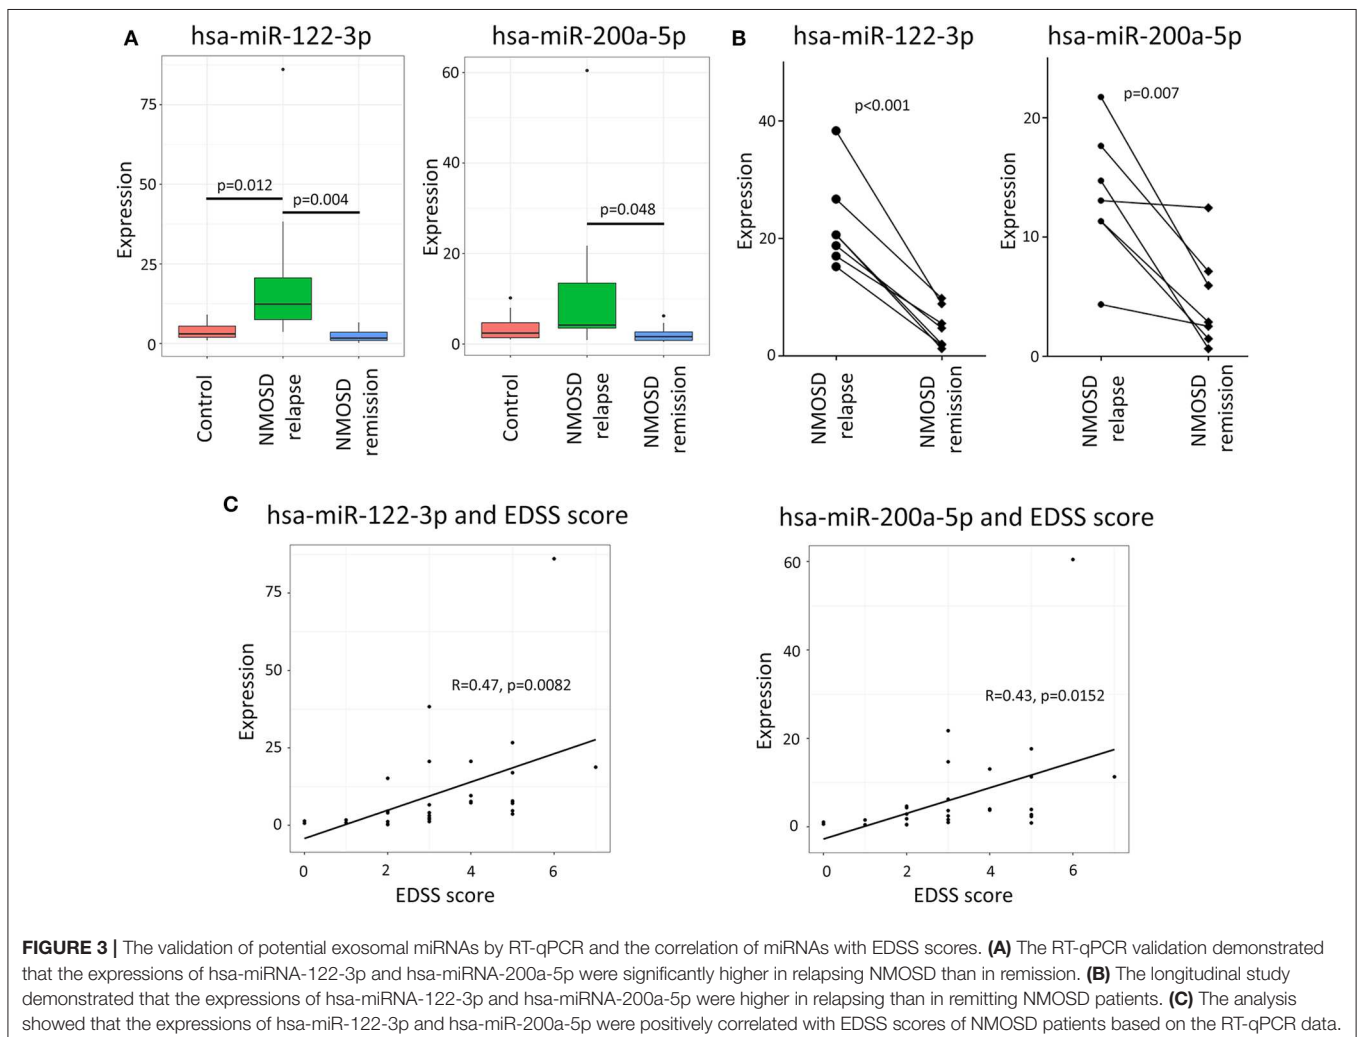 A
hsa-miR-122-3p
hsa-miR-200a-5p
B
hsa-miR-122-3p
hsa-miR-200a-5p
Expression
75
50
25
0
p=0.012
p=0.004
Control
NMOSD
relapse
NMOSD
remission
Expression
60
40
20
0
p=0.048
Control
NMOSD
relapse
NMOSD
remission
Expression
40
20
0
p<0.001
NMOSD
relapse
NMOSD
remission
Expression
20
10
0
p=0.007
NMOSD
relapse
NMOSD
remission
C
hsa-miR-122-3p and EDSS score
Expression
75
50
25
0
R=0.47, p=0.0082
0 2 4 6
EDSS score
hsa-miR-200a-5p and EDSS score
Expression
60
40
20
0
R=0.43, p=0.0152
0 2 4 6
EDSS score
FIGURE 3 | The validation of potential exosomal miRNAs by RT-qPCR and the correlation of miRNAs with EDSS scores. (A) The RT-qPCR validation demonstrated
that the expressions of hsa-miRNA-122-3p and hsa-miRNA-200a-5p were significantly higher in relapsing NMOSD than in remission. (B) The longitudinal study
demonstrated that the expressions of hsa-miRNA-122-3p and hsa-miRNA-200a-5p were higher in relapsing than in remitting NMOSD patients. (C) The analysis
showed that the expressions of hsa-miR-122-3p and hsa-miR-200a-5p were positively correlated with EDSS scores of NMOSD patients based on the RT-qPCR data.